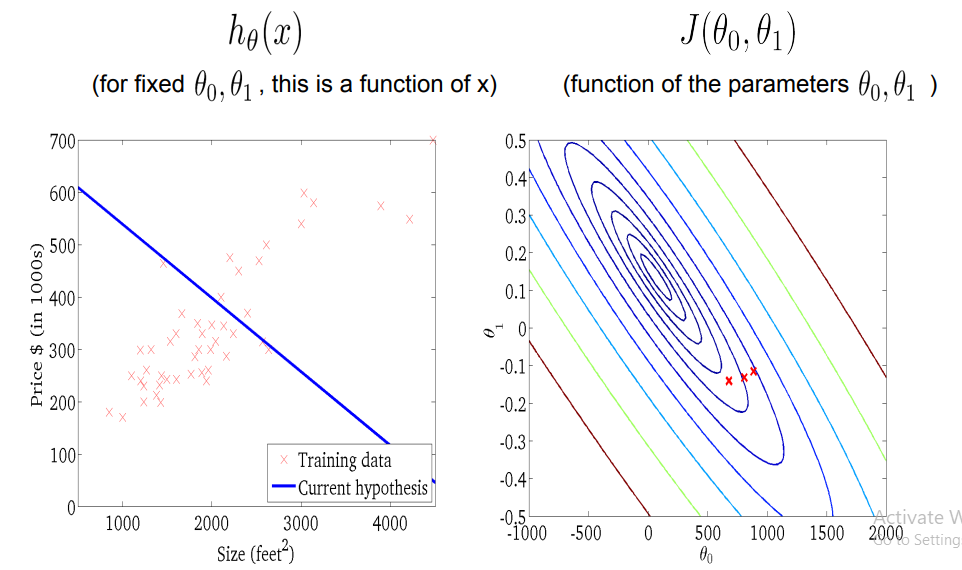 hθ(x)
(for fixed θ₀, θ₁ , this is a function of x)
J(θ₀, θ₁)
(function of the parameters θ₀, θ₁ )
700
600
500
400
300
200
100
0
Price $ (in 1000s)
1000 2000 3000 4000
Size (feet²)
Training data
Current hypothesis
0.5
0.4
0.3
0.2
0.1
0
-0.1
-0.2
-0.3
-0.4
-0.5
θ₁
-1000 -500 0 500 1000 1500 2000
θ₀
Activate W
Go to Setting